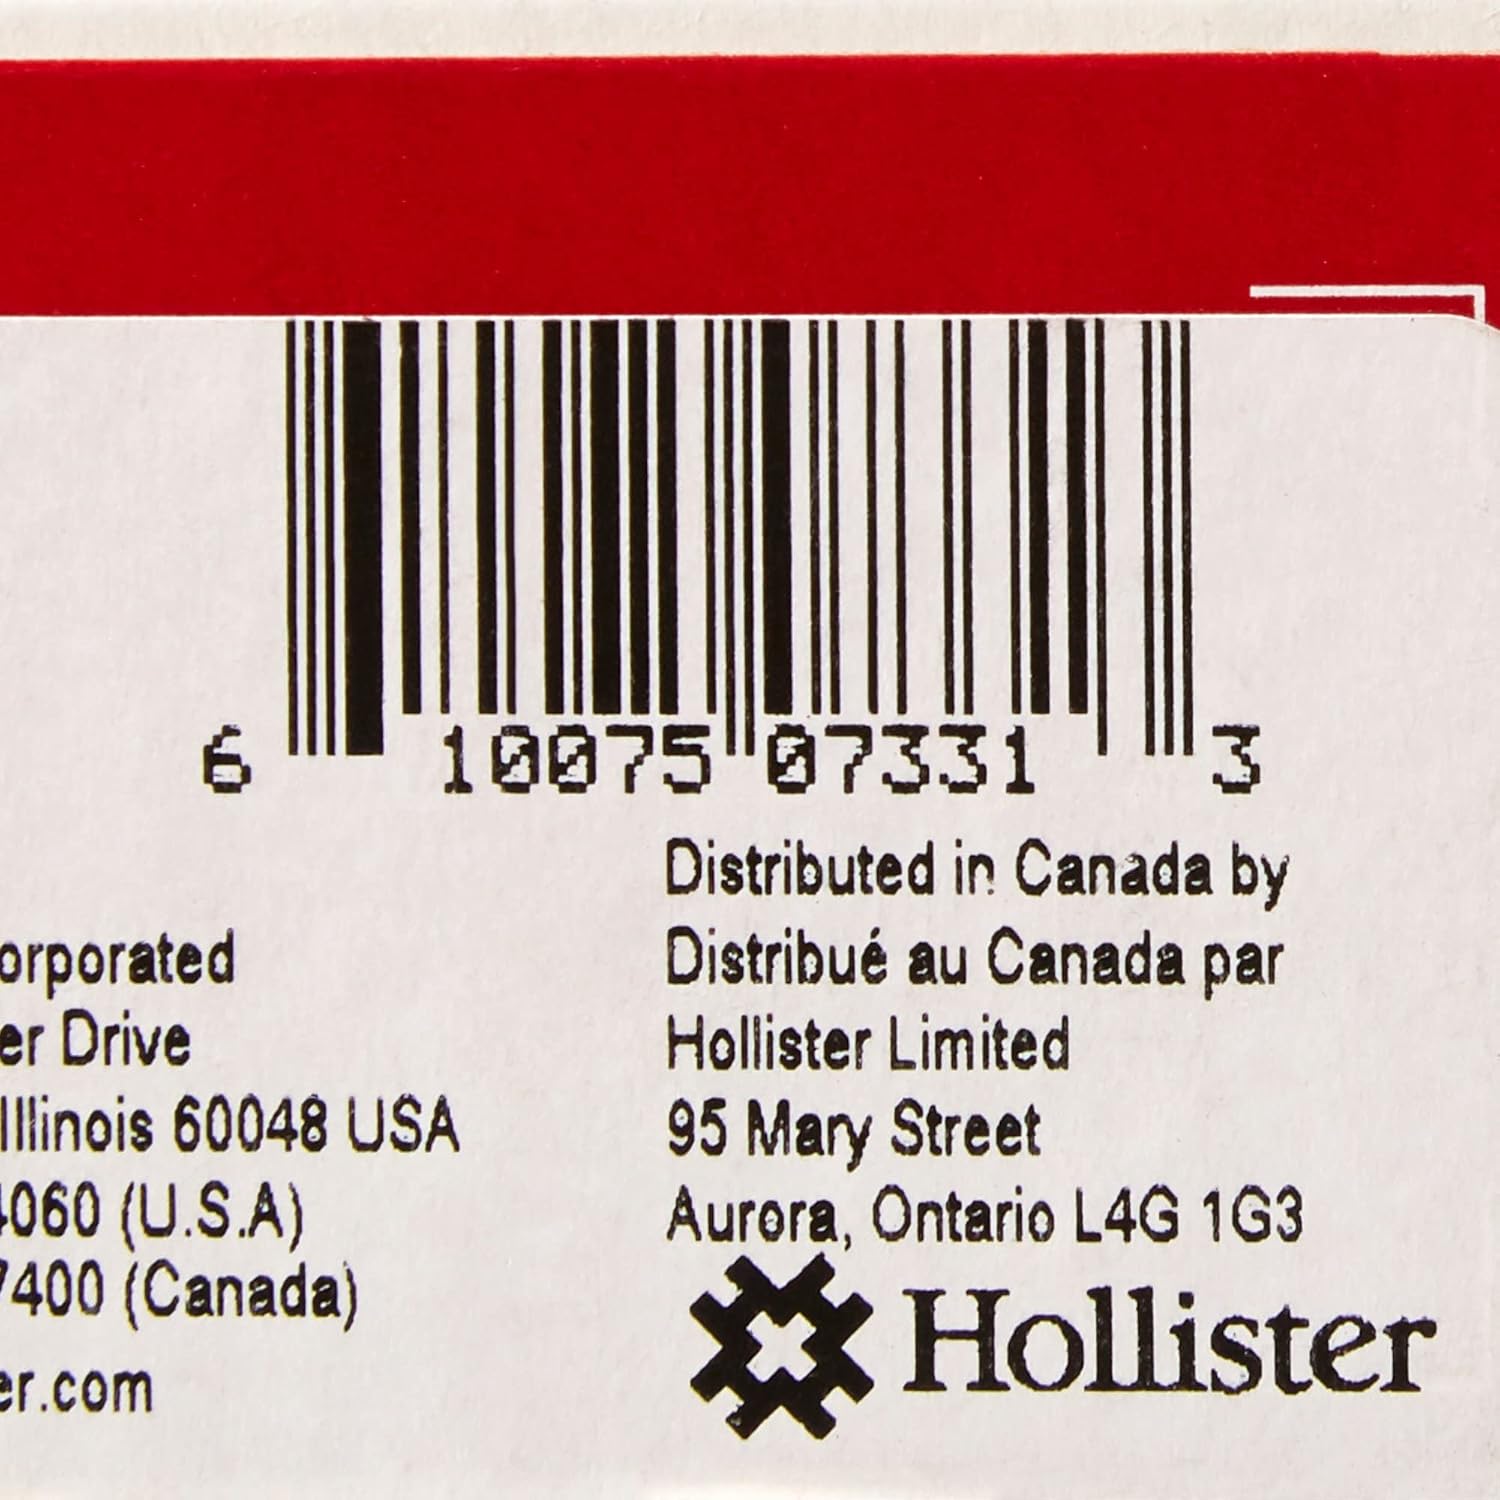 6 10075 07331 3
Distributed in Canada by
Distribué au Canada par
Hollister Limited
95 Mary Street
Aurora, Ontario L4G 1G3
Hollister
orporated
er Drive
Illinois 60048 USA
4060 (U.S.A)
7400 (Canada)
er.com